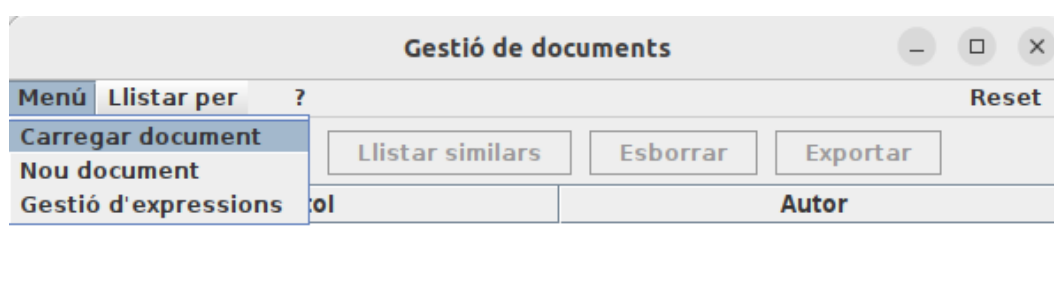 Gestió de documents
Menú Llistar per ? Reset
Carregar document
Llistar similars Esborrar Exportar
Nou document
Gestió d'expressions
Autor